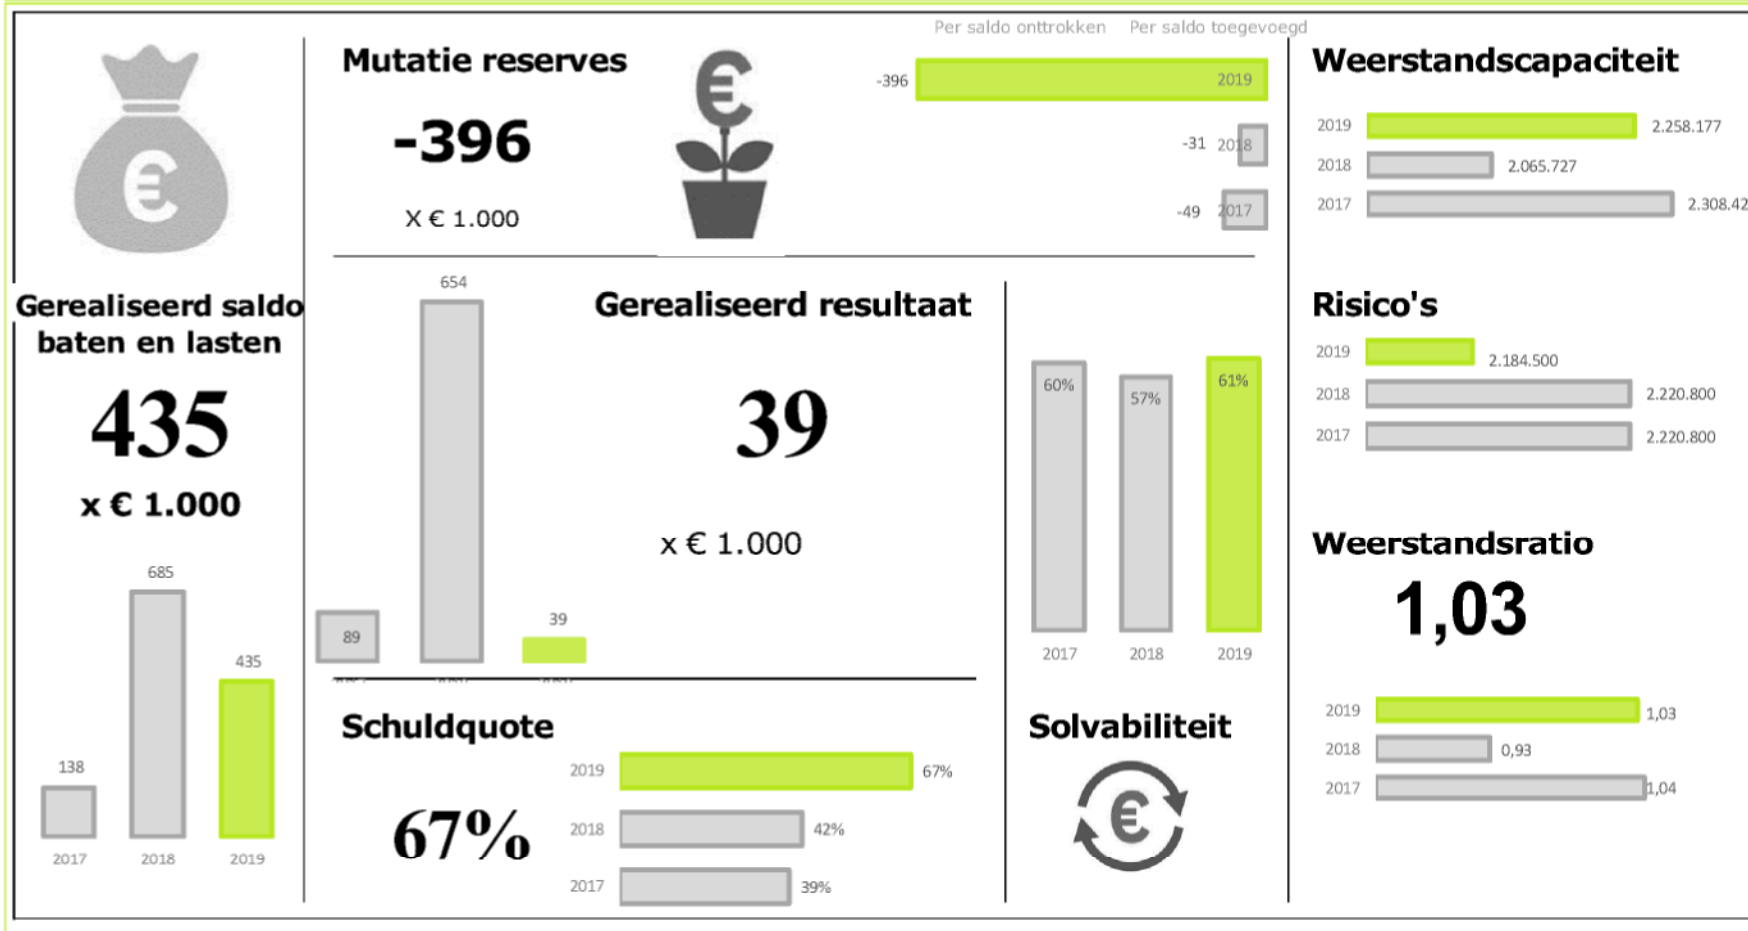 €
Gerealiseerd saldo
baten en lasten
435
x € 1.000
685
435
138
2017 2018 2019
Mutatie reserves
-396
X € 1.000
€
Per saldo onttrokken Per saldo toegevoegd
-396 2019
-31 2018
-49 2017
Gerealiseerd resultaat
39
x € 1.000
654
89
39
Schuldquote
67%
2019 67%
2018 42%
2017 39%
60% 57% 61%
2017 2018 2019
Solvabiliteit
€
Weerstandscapaciteit
2019 2.258.177
2018 2.065.727
2017 2.308.42
Risico's
2019 2.184.500
2018 2.220.800
2017 2.220.800
Weerstandsratio
1,03
2019 1,03
2018 0,93
2017 1,04